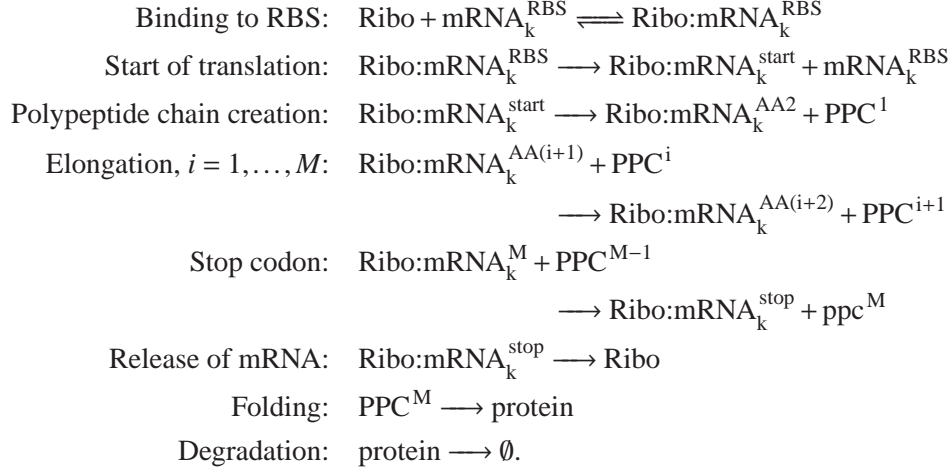 Binding to RBS: Ribo + mRNA_k^RBS ⇌ Ribo:mRNA_k^RBS
Start of translation: Ribo:mRNA_k^RBS ⟶ Ribo:mRNA_k^start + mRNA_k^RBS
Polypeptide chain creation: Ribo:mRNA_k^start ⟶ Ribo:mRNA_k^AA2 + PPC^1
Elongation, i = 1,…,M: Ribo:mRNA_k^AA(i+1) + PPC^i
⟶ Ribo:mRNA_k^AA(i+2) + PPC^i+1
Stop codon: Ribo:mRNA_k^M + PPC^M−1
⟶ Ribo:mRNA_k^stop + ppc^M
Release of mRNA: Ribo:mRNA_k^stop ⟶ Ribo
Folding: PPC^M ⟶ protein
Degradation: protein ⟶ ∅.